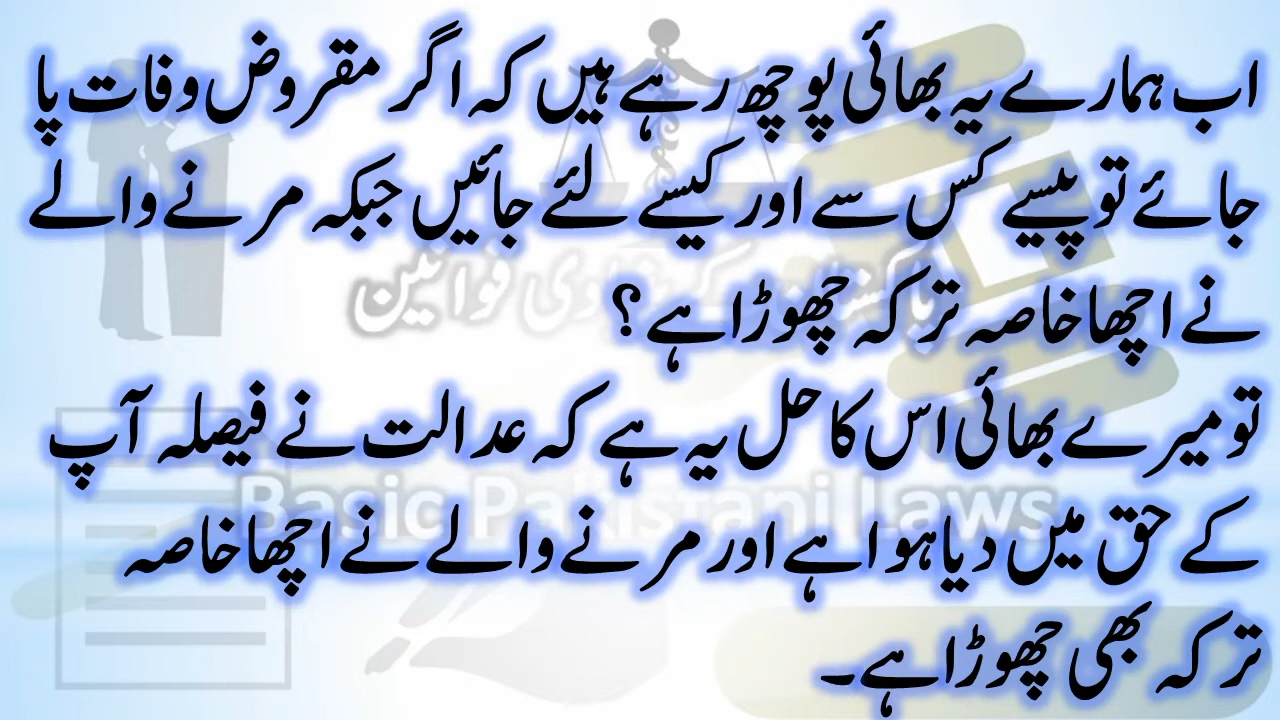 اب ہمارے یہ بھائی پوچھ رہے ہیں کہ اگر مقروض وفات پا
جائے تو پیسے کس سے اور کیسے لئے جائیں جبکہ مرنے والے
نے اچھا خاصہ ترکہ چھوڑا ہے؟
تو میرے بھائی اس کا حل یہ ہے کہ عدالت نے فیصلہ آپ
کے حق میں دیا ہوا ہے اور مرنے والے نے اچھا خاصہ
ترکہ بھی چھوڑا ہے۔
قوانین
Basic Pakistani Laws